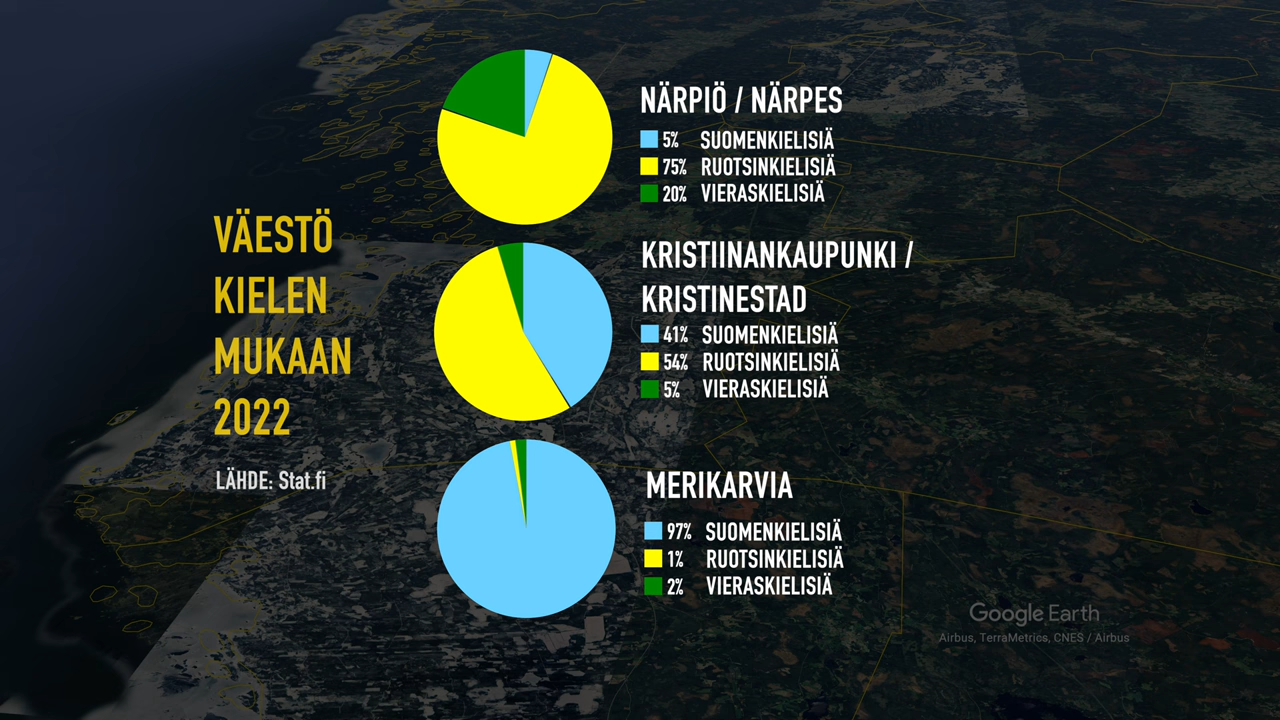 VÄESTÖ
KIELEN
MUKAAN
2022
LÄHDE: Stat.fi
NÄRPIÖ / NÄRPES
5% SUOMENKIELISIÄ
75% RUOTSINKIELISIÄ
20% VIERASKIELISIÄ
KRISTIINANKAUPUNKI /
KRISTINESTAD
41% SUOMENKIELISIÄ
54% RUOTSINKIELISIÄ
5% VIERASKIELISIÄ
MERIKARVIA
97% SUOMENKIELISIÄ
1% RUOTSINKIELISIÄ
2% VIERASKIELISIÄ
Google Earth
Airbus, TerraMetrics, CNES / Airbus